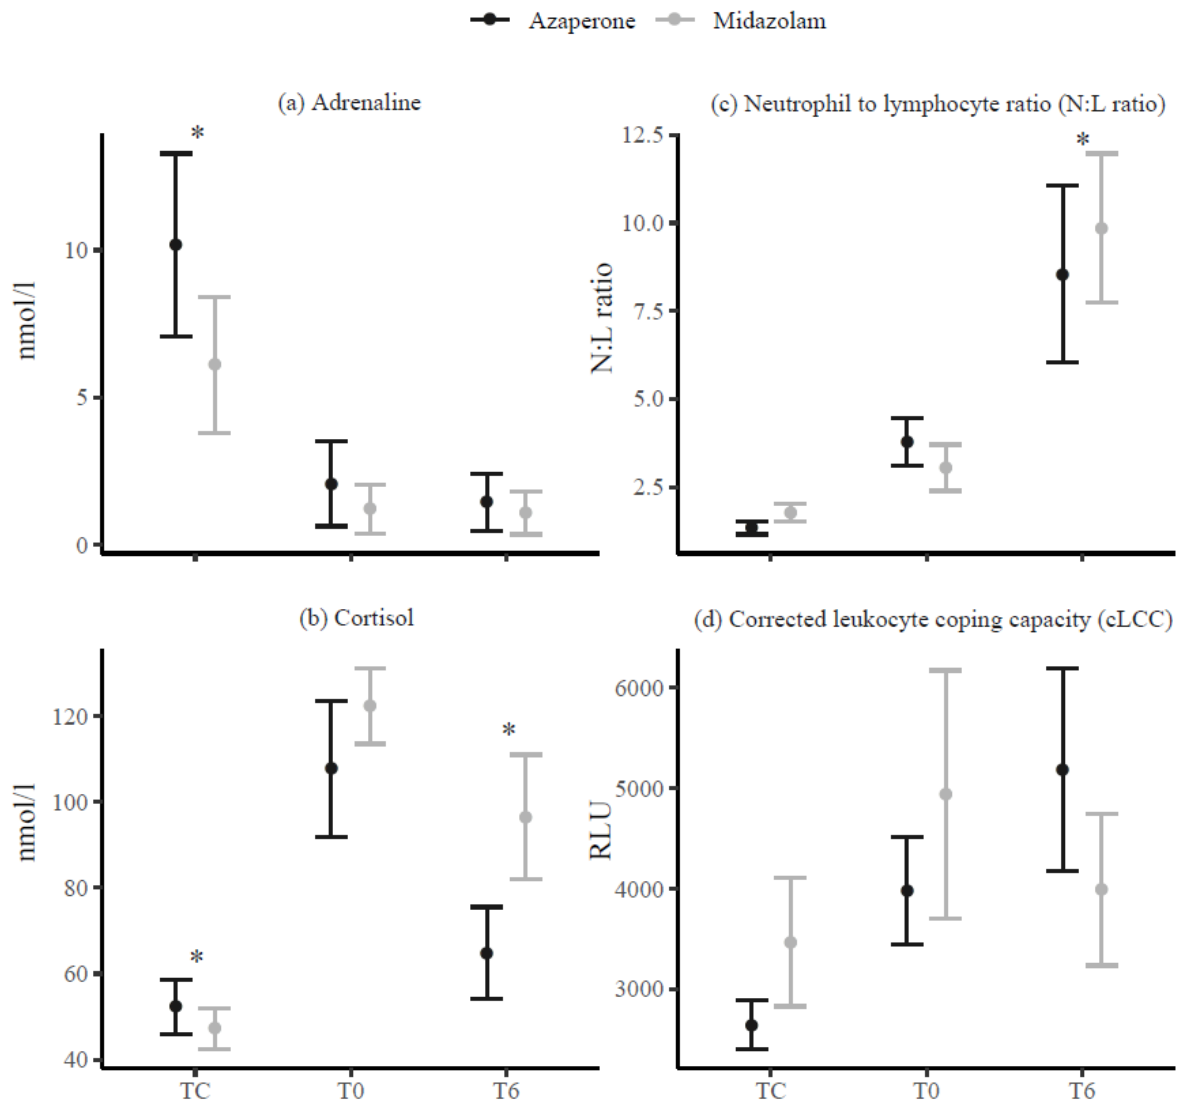 Azaperone Midazolam
(a) Adrenaline
*
10
5
0
nmol/l
(c) Neutrophil to lymphocyte ratio (N:L ratio)
12.5
*
10.0
7.5
5.0
2.5
N:L ratio
(b) Cortisol
120
100
80
60
40
nmol/l
*
*
TC T0 T6
(d) Corrected leukocyte coping capacity (cLCC)
6000
5000
4000
3000
RLU
TC T0 T6